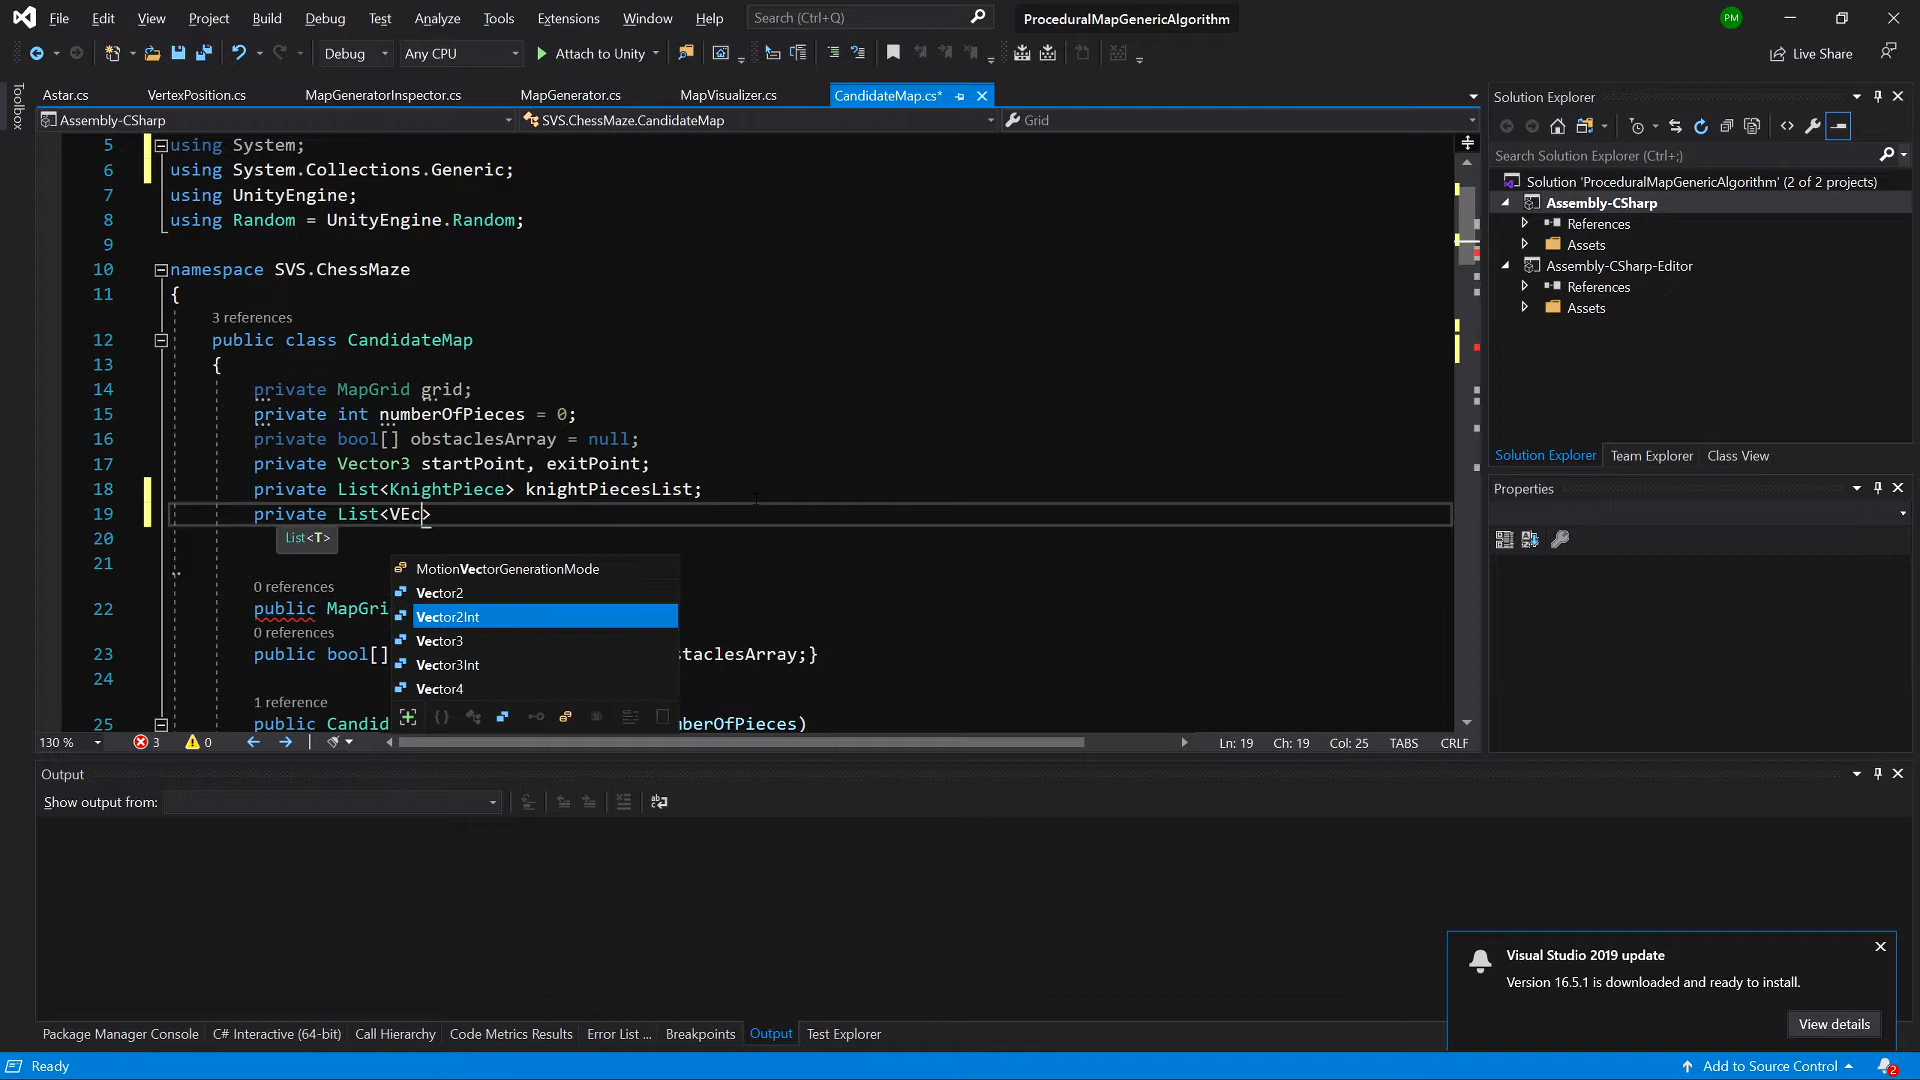 File Edit View Project Build Debug Test Analyze Tools Extensions Window Help Search (Ctrl+Q) ProceduralMapGenericAlgorithm PM
Debug Any CPU Attach to Unity Live Share
Toolbox
Astar.cs VertexPosition.cs MapGeneratorInspector.cs MapGenerator.cs MapVisualizer.cs CandidateMap.cs*
Assembly-CSharp SVS.ChessMaze.CandidateMap Grid
5 using System;
6 using System.Collections.Generic;
7 using UnityEngine;
8 using Random = UnityEngine.Random;
9
10 namespace SVS.ChessMaze
11 {
3 references
12 public class CandidateMap
13 {
14 private MapGrid grid;
15 private int numberOfPieces = 0;
16 private bool[] obstaclesArray = null;
17 private Vector3 startPoint, exitPoint;
18 private List<KnightPiece> knightPiecesList;
19 private List<VEc>
20
List<T>
21
MotionVectorGenerationMode
Vector2
Vector2Int
Vector3
Vector3Int
Vector4
0 references
22 public MapGri
0 references
23 public bool[] staclesArray;}
24
1 reference
25 public Candid mberOfPieces)
130 % 3 0 Ln: 19 Ch: 19 Col: 25 TABS CRLF
Solution Explorer
Search Solution Explorer (Ctrl+;)
Solution 'ProceduralMapGenericAlgorithm' (2 of 2 projects)
Assembly-CSharp
References
Assets
Assembly-CSharp-Editor
References
Assets
Solution Explorer Team Explorer Class View
Properties
Output
Show output from:
Visual Studio 2019 update
Version 16.5.1 is downloaded and ready to install.
View details
Package Manager Console C# Interactive (64-bit) Call Hierarchy Code Metrics Results Error List ... Breakpoints Output Test Explorer
Ready Add to Source Control 2